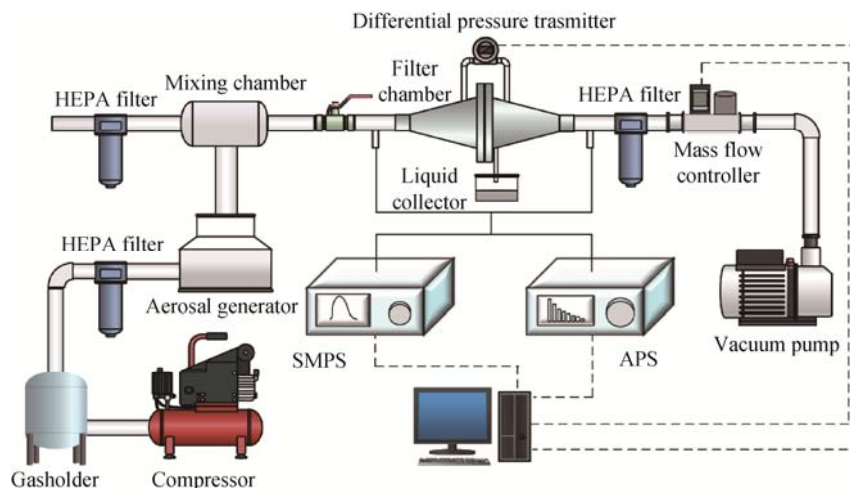 Differential pressure trasmitter
Mixing chamber
Filter
chamber
HEPA filter
HEPA filter
Mass flow
controller
Liquid
collector
HEPA filter
Aerosal generator
SMPS
APS
Vacuum pump
Gasholder
Compressor